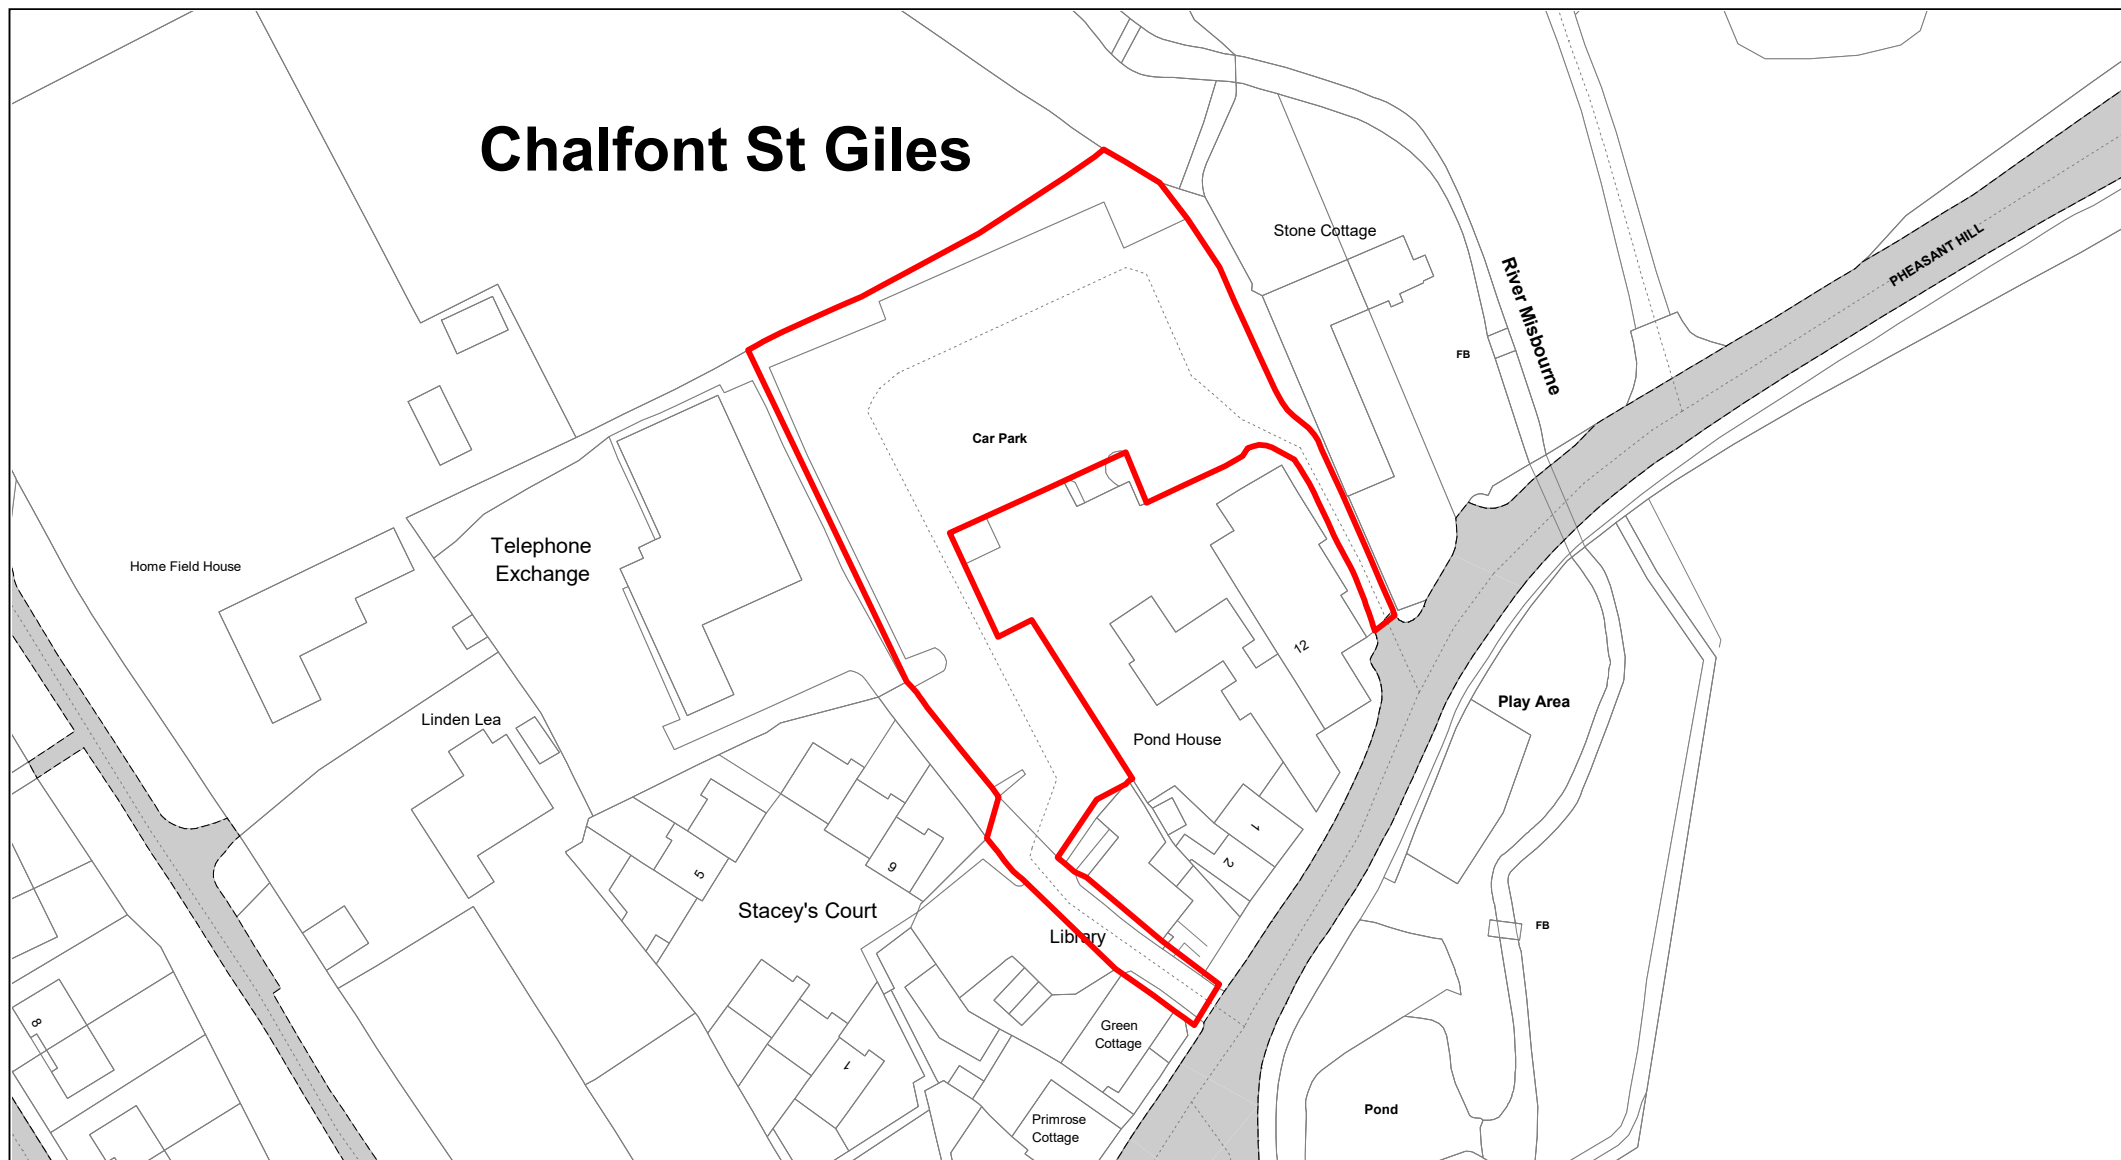 Chalfont St Giles
Stone Cottage
PHEASANT HILL
River Misbourne
FB
Car Park
Telephone
Exchange
Home Field House
12
Linden Lea
Play Area
Pond House
1
2
5
6
Stacey's Court
Library
FB
8
Green
Cottage
1
Pond
Primrose
Cottage